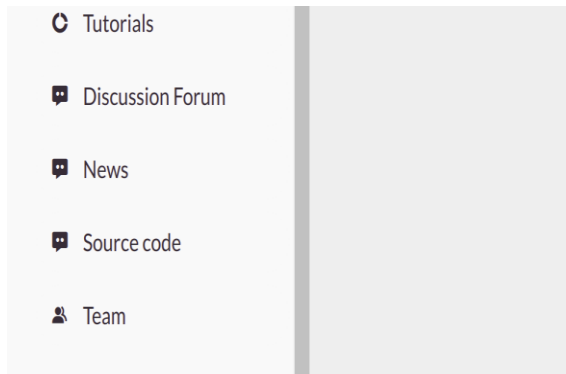 Tutorials
Discussion Forum
News
Source code
Team